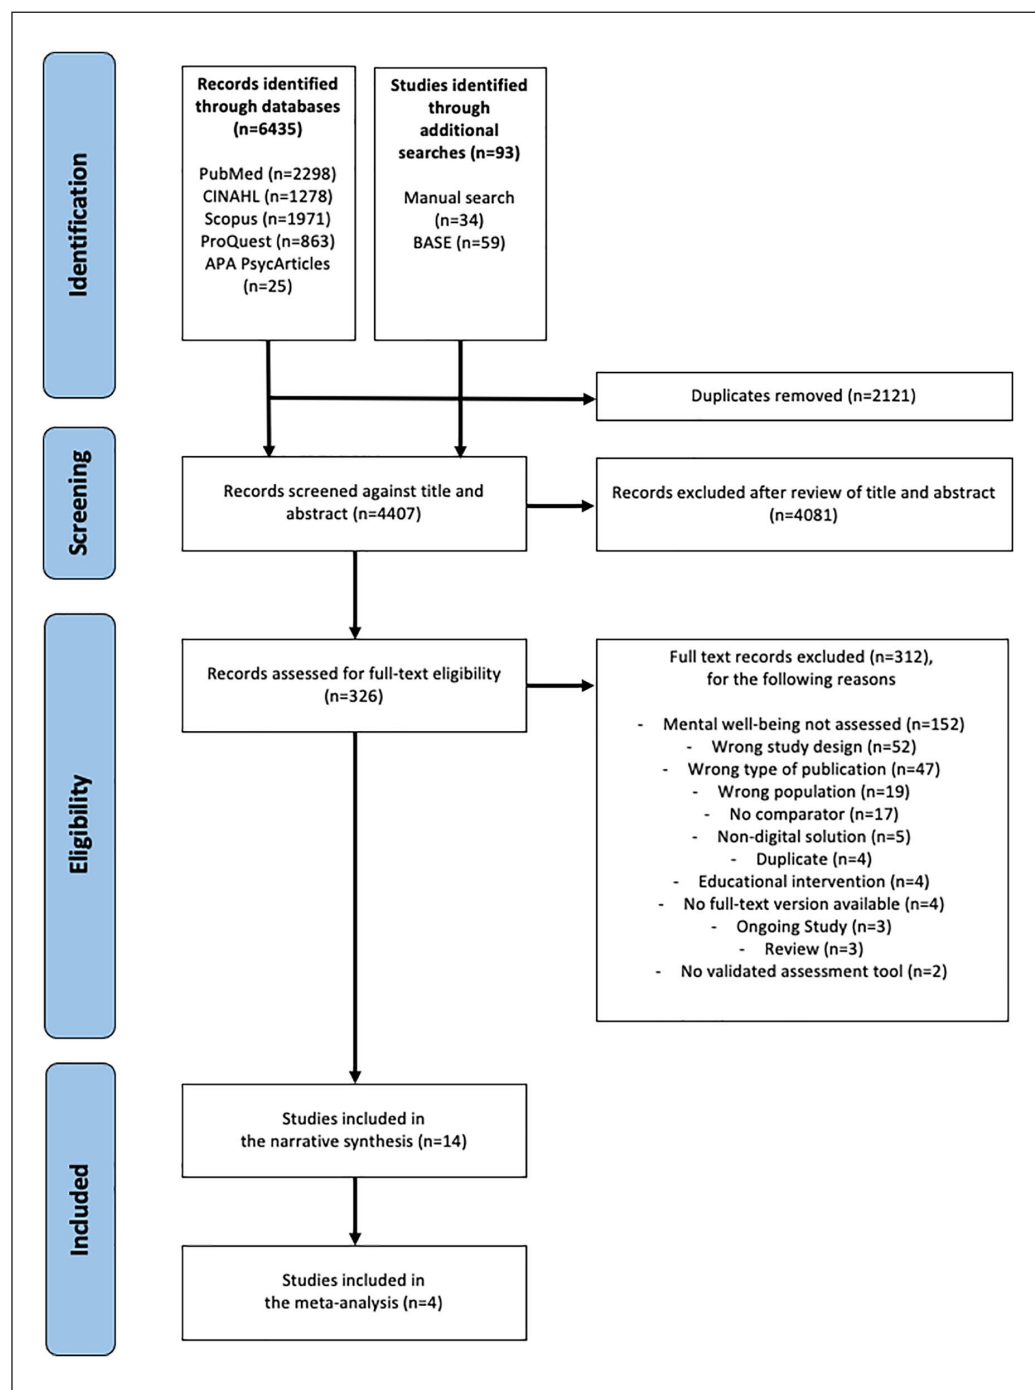 Identification
Records identified
through databases
(n=6435)
PubMed (n=2298)
CINAHL (n=1278)
Scopus (n=1971)
ProQuest (n=863)
APA PsycArticles
(n=25)
Studies identified
through
additional
searches (n=93)
Manual search
(n=34)
BASE (n=59)
Duplicates removed (n=2121)
Screening
Records screened against title and
abstract (n=4407)
Records excluded after review of title and abstract
(n=4081)
Eligibility
Records assessed for full-text eligibility
(n=326)
Full text records excluded (n=312),
for the following reasons
- Mental well-being not assessed (n=152)
- Wrong study design (n=52)
- Wrong type of publication (n=47)
- Wrong population (n=19)
- No comparator (n=17)
- Non-digital solution (n=5)
- Duplicate (n=4)
- Educational intervention (n=4)
- No full-text version available (n=4)
- Ongoing Study (n=3)
- Review (n=3)
- No validated assessment tool (n=2)
Included
Studies included in
the narrative synthesis (n=14)
Studies included in
the meta-analysis (n=4)